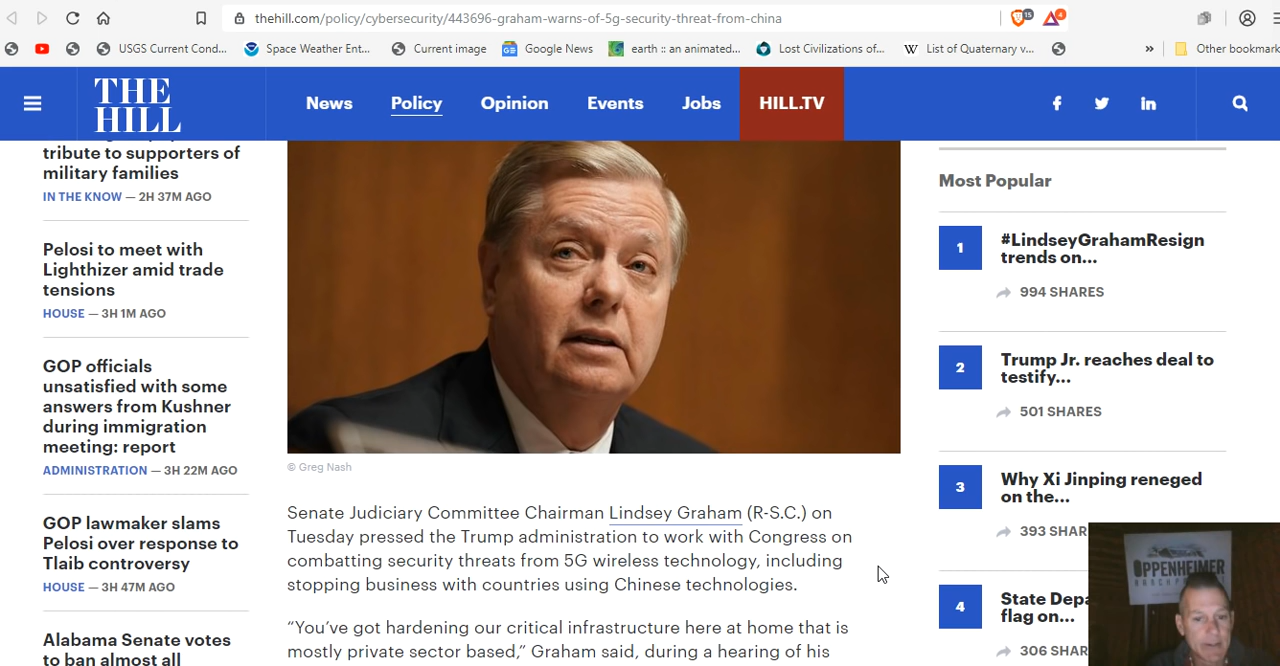 thehill.com/policy/cybersecurity/443696-graham-warns-of-5g-security-threat-from-china
15
4
USGS Current Cond...
Space Weather Ent...
Current image
Google News
earth :: an animated...
Lost Civilizations of...
W List of Quaternary v...
»
Other bookmark
THE
HILL
News
Policy
Opinion
Events
Jobs
HILL.TV
tribute to supporters of
military families
IN THE KNOW — 2H 37M AGO
Pelosi to meet with
Lighthizer amid trade
tensions
HOUSE — 3H 1M AGO
GOP officials
unsatisfied with some
answers from Kushner
during immigration
meeting: report
ADMINISTRATION — 3H 22M AGO
GOP lawmaker slams
Pelosi over response to
Tlaib controversy
HOUSE — 3H 47M AGO
Alabama Senate votes
to ban almost all
© Greg Nash
Senate Judiciary Committee Chairman Lindsey Graham (R-S.C.) on
Tuesday pressed the Trump administration to work with Congress on
combatting security threats from 5G wireless technology, including
stopping business with countries using Chinese technologies.
“You’ve got hardening our critical infrastructure here at home that is
mostly private sector based,” Graham said, during a hearing of his
Most Popular
1
#LindseyGrahamResign
trends on...
994 SHARES
2
Trump Jr. reaches deal to
testify...
501 SHARES
3
Why Xi Jinping reneged
on the...
393 SHAR
4
State Depa
flag on...
306 SHAR
OPPENHEIMER